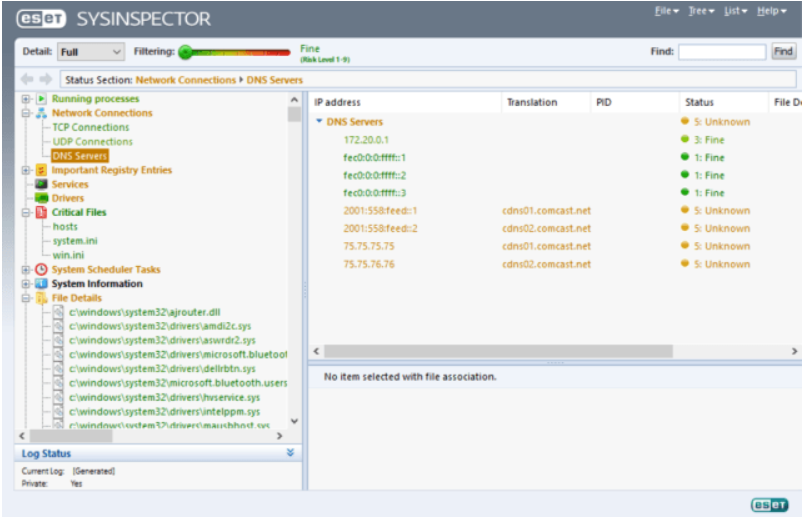 eset SYSINSPECTOR
File Tree List Help
Detail: Full Filtering: Fine
(Risk Level 1-9)
Find: Find
Status Section: Network Connections DNS Servers
Running processes
Network Connections
TCP Connections
UDP Connections
DNS Servers
Important Registry Entries
Services
Drivers
Critical Files
hosts
system.ini
win.ini
System Scheduler Tasks
System Information
File Details
c:\windows\system32\ajrouter.dll
c:\windows\system32\drivers\amdi2c.sys
c:\windows\system32\drivers\aswrdr2.sys
c:\windows\system32\drivers\microsoft.bluetoot
c:\windows\system32\drivers\dellrbtn.sys
c:\windows\system32\microsoft.bluetooth.users
c:\windows\system32\drivers\hvservice.sys
c:\windows\system32\drivers\intelppm.sys
c:\windows\system32\drivers\mausbhost.sys
Log Status
Current Log: [Generated]
Private: Yes
IP address Translation PID Status File De
DNS Servers 5: Unknown
172.20.0.1 3: Fine
fec0:0:0:ffff::1 1: Fine
fec0:0:0:ffff::2 1: Fine
fec0:0:0:ffff::3 1: Fine
2001:558:feed::1 cdns01.comcast.net 5: Unknown
2001:558:feed::2 cdns02.comcast.net 5: Unknown
75.75.75.75 cdns01.comcast.net 5: Unknown
75.75.76.76 cdns02.comcast.net 5: Unknown
No item selected with file association.
eset